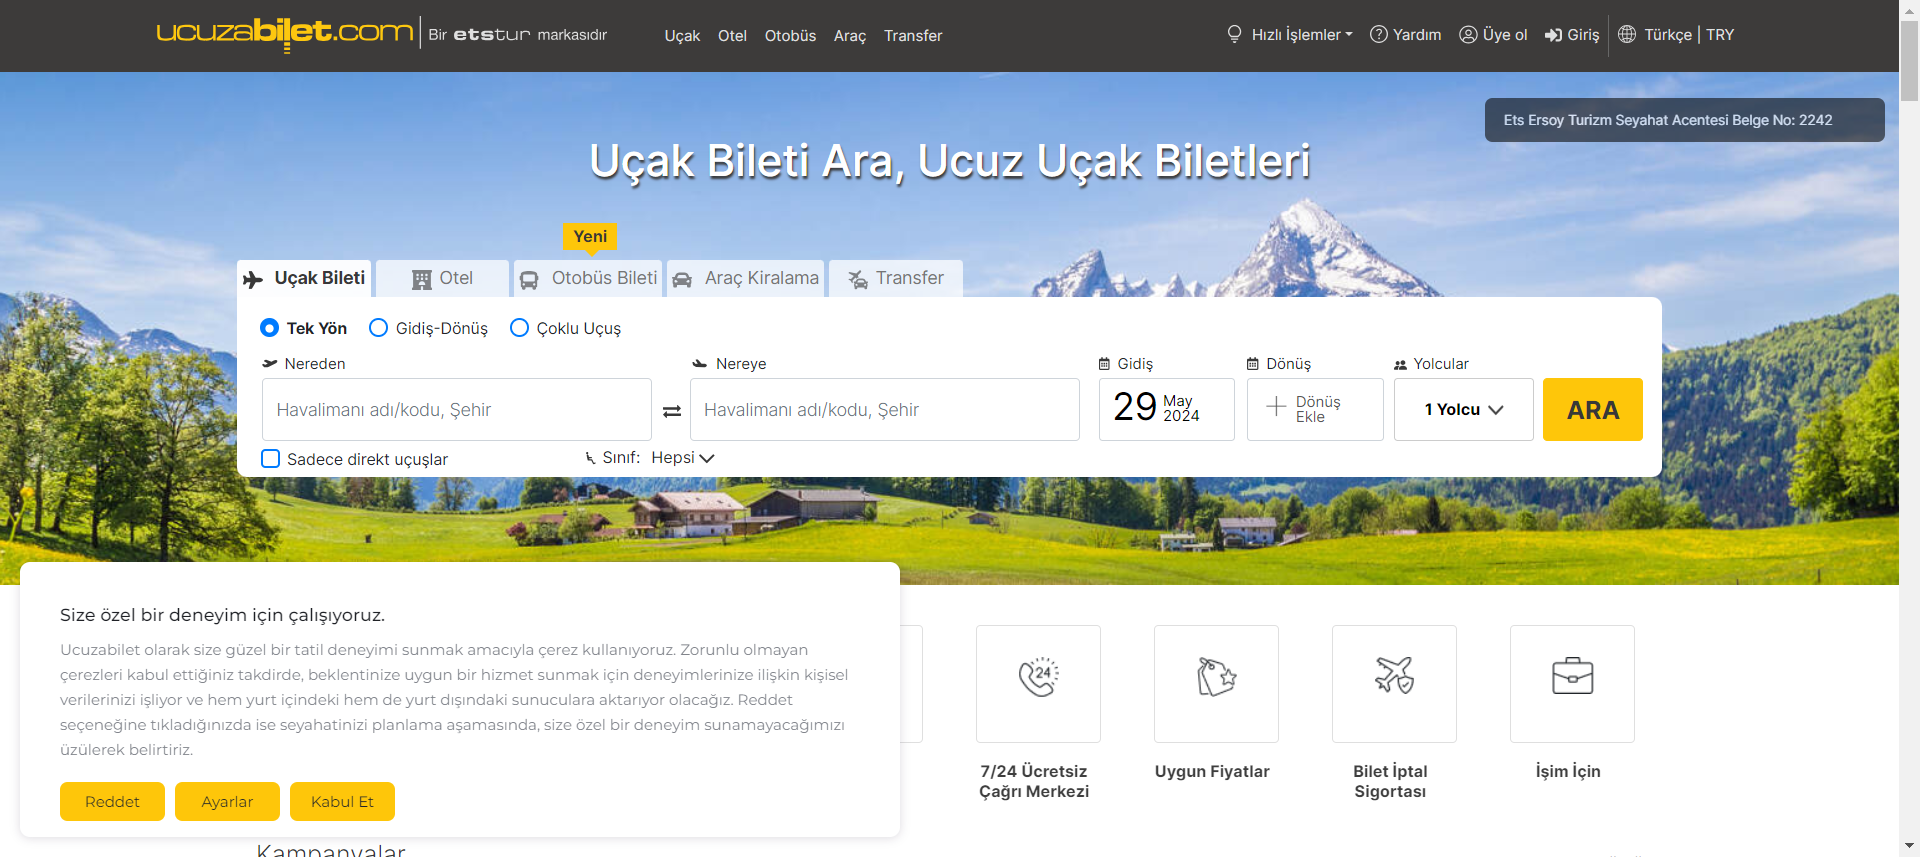 ucuzabilet.com Bir etstur markasıdır
Uçak Otel Otobüs Araç Transfer
Hızlı İşlemler Yardım Üye ol Giriş Türkçe | TRY
Ets Ersoy Turizm Seyahat Acentesi Belge No: 2242
Uçak Bileti Ara, Ucuz Uçak Biletleri
Yeni
Uçak Bileti Otel Otobüs Bileti Araç Kiralama Transfer
Tek Yön Gidiş-Dönüş Çoklu Uçuş
Nereden Nereye Gidiş Dönüş Yolcular
Havalimanı adı/kodu, Şehir
Havalimanı adı/kodu, Şehir
29 May
2024
Dönüş
Ekle
1 Yolcu
ARA
Sadece direkt uçuşlar
Sınıf: Hepsi
Size özel bir deneyim için çalışıyoruz.
Ucuzabilet olarak size güzel bir tatil deneyimi sunmak amacıyla çerez kullanıyoruz. Zorunlu olmayan
çerezleri kabul ettiğiniz takdirde, beklentinize uygun bir hizmet sunmak için deneyimlerinize ilişkin kişisel
verilerinizi işliyor ve hem yurt içindeki hem de yurt dışındaki sunuculara aktarıyor olacağız. Reddet
seçeneğine tıkladığınızda ise seyahatinizi planlama aşamasında, size özel bir deneyim sunamayacağımızı
üzülerek belirtiriz.
Reddet Ayarlar Kabul Et
24
7/24 Ücretsiz
Çağrı Merkezi
Uygun Fiyatlar
Bilet İptal
Sigortası
İşim İçin
Kampanyalar